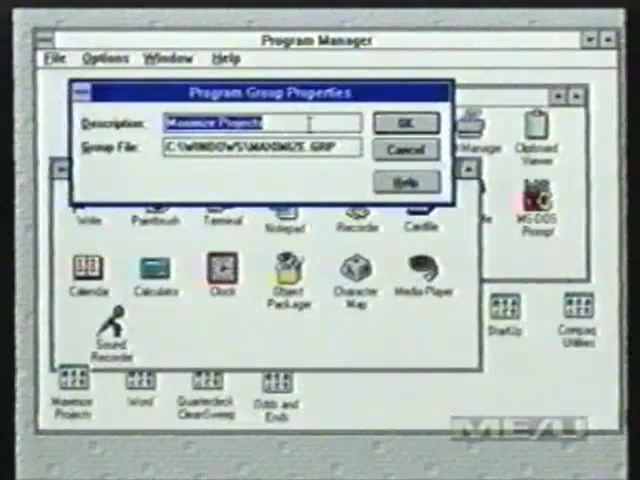 Program Manager
File Options Window Help
Program Group Properties
Description: Maximize Projects OK
Group File: C:\WINDOWS\MAXIMIZE.GRP Cancel
Help
Manager
Clipboard Viewer
Write Paintbrush Terminal Notepad Recorder Cardfile
MS-DOS Prompt
Calendar Calculator Clock Object Packager Character Map Media Player
Sound Recorder
StartUp Compaq Utilities
Maximize Projects Word Quarterdeck CleanSweep Odds and Ends
ME/U